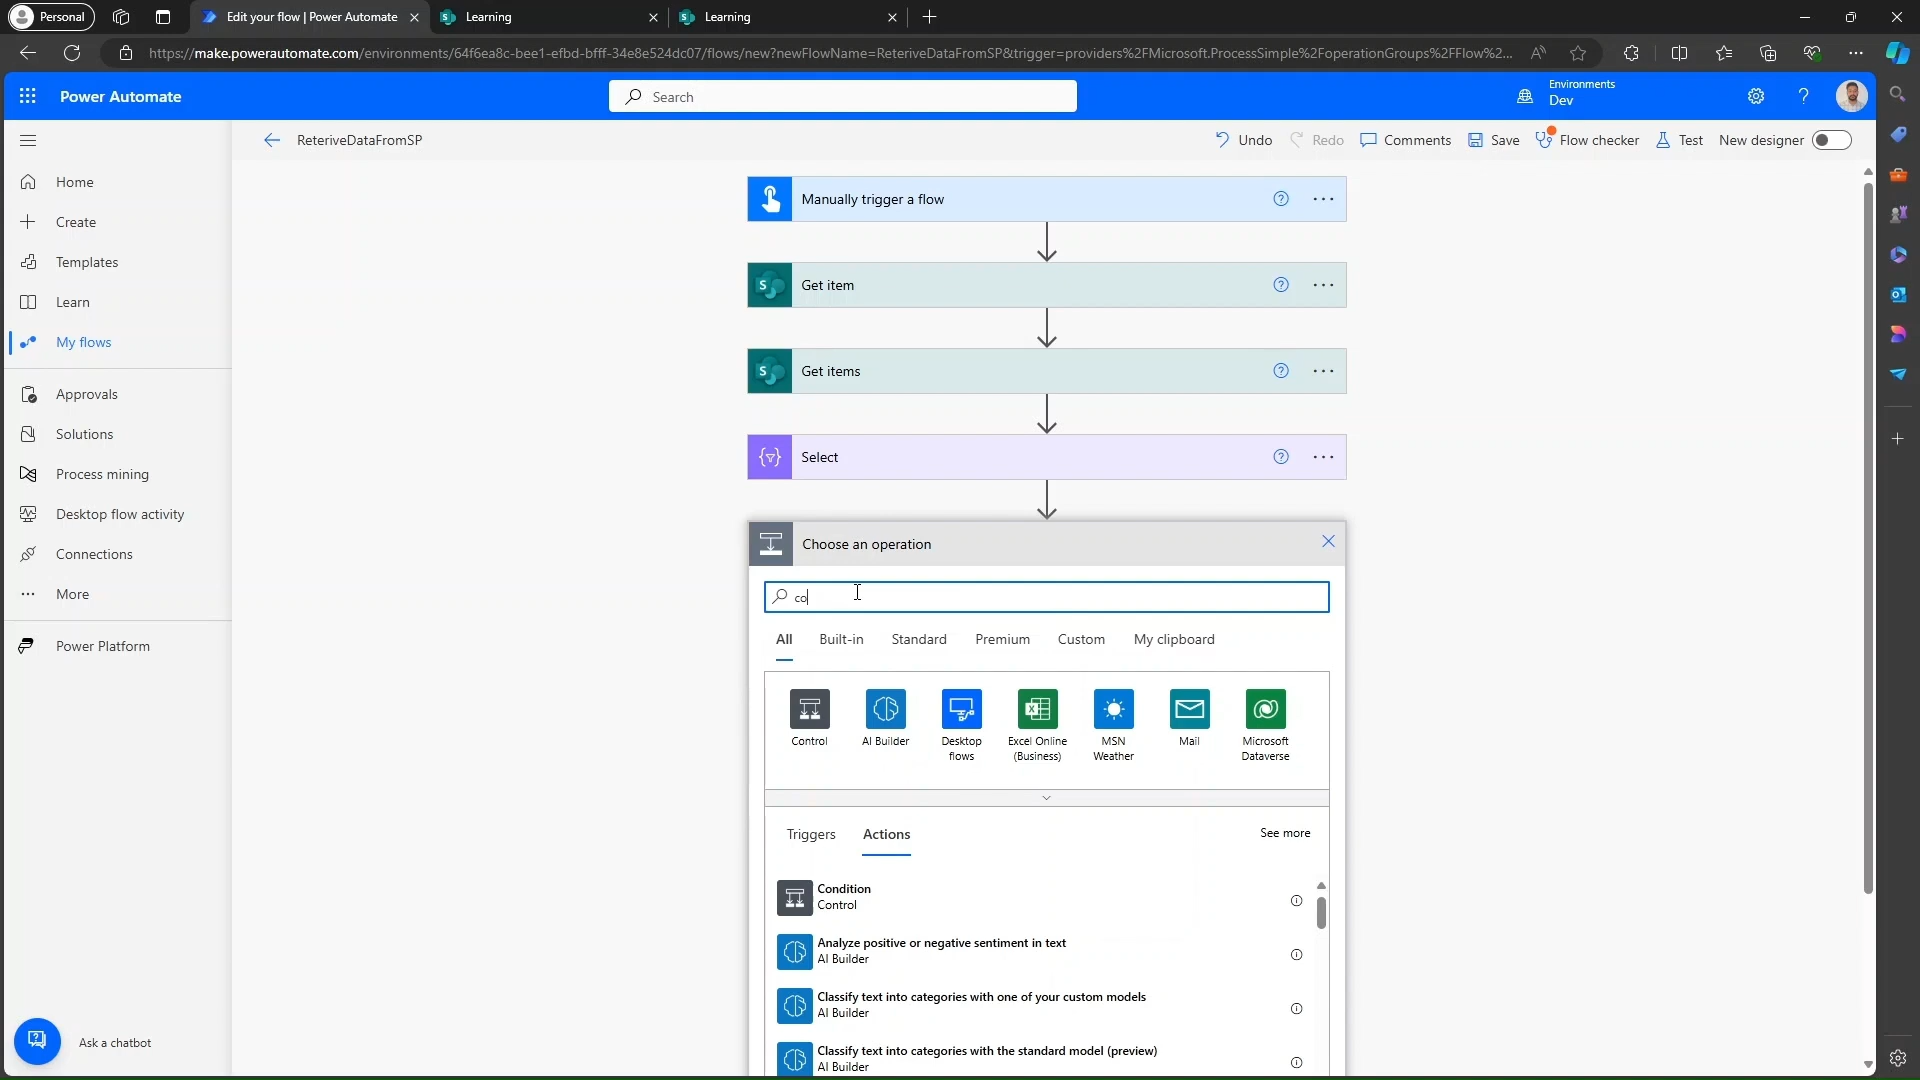 Personal
Edit your flow | Power Automate
Learning
Learning
https://make.powerautomate.com/environments/64f6ea8c-bee1-efbd-bfff-34e8e524dc07/flows/new?newFlowName=ReteriveDataFromSP&trigger=providers%2FMicrosoft.ProcessSimple%2FoperationGroups%2FFlow%2...
Power Automate
Search
Environments
Dev
ReteriveDataFromSP
Undo
Redo
Comments
Save
Flow checker
Test
New designer
Home
Create
Templates
Learn
My flows
Approvals
Solutions
Process mining
Desktop flow activity
Connections
More
Power Platform
Ask a chatbot
Manually trigger a flow
Get item
Get items
Select
Choose an operation
co
All
Built-in
Standard
Premium
Custom
My clipboard
Control
AI Builder
Desktop
flows
Excel Online
(Business)
MSN
Weather
Mail
Microsoft
Dataverse
Triggers
Actions
See more
Condition
Control
Analyze positive or negative sentiment in text
AI Builder
Classify text into categories with one of your custom models
AI Builder
Classify text into categories with the standard model (preview)
AI Builder